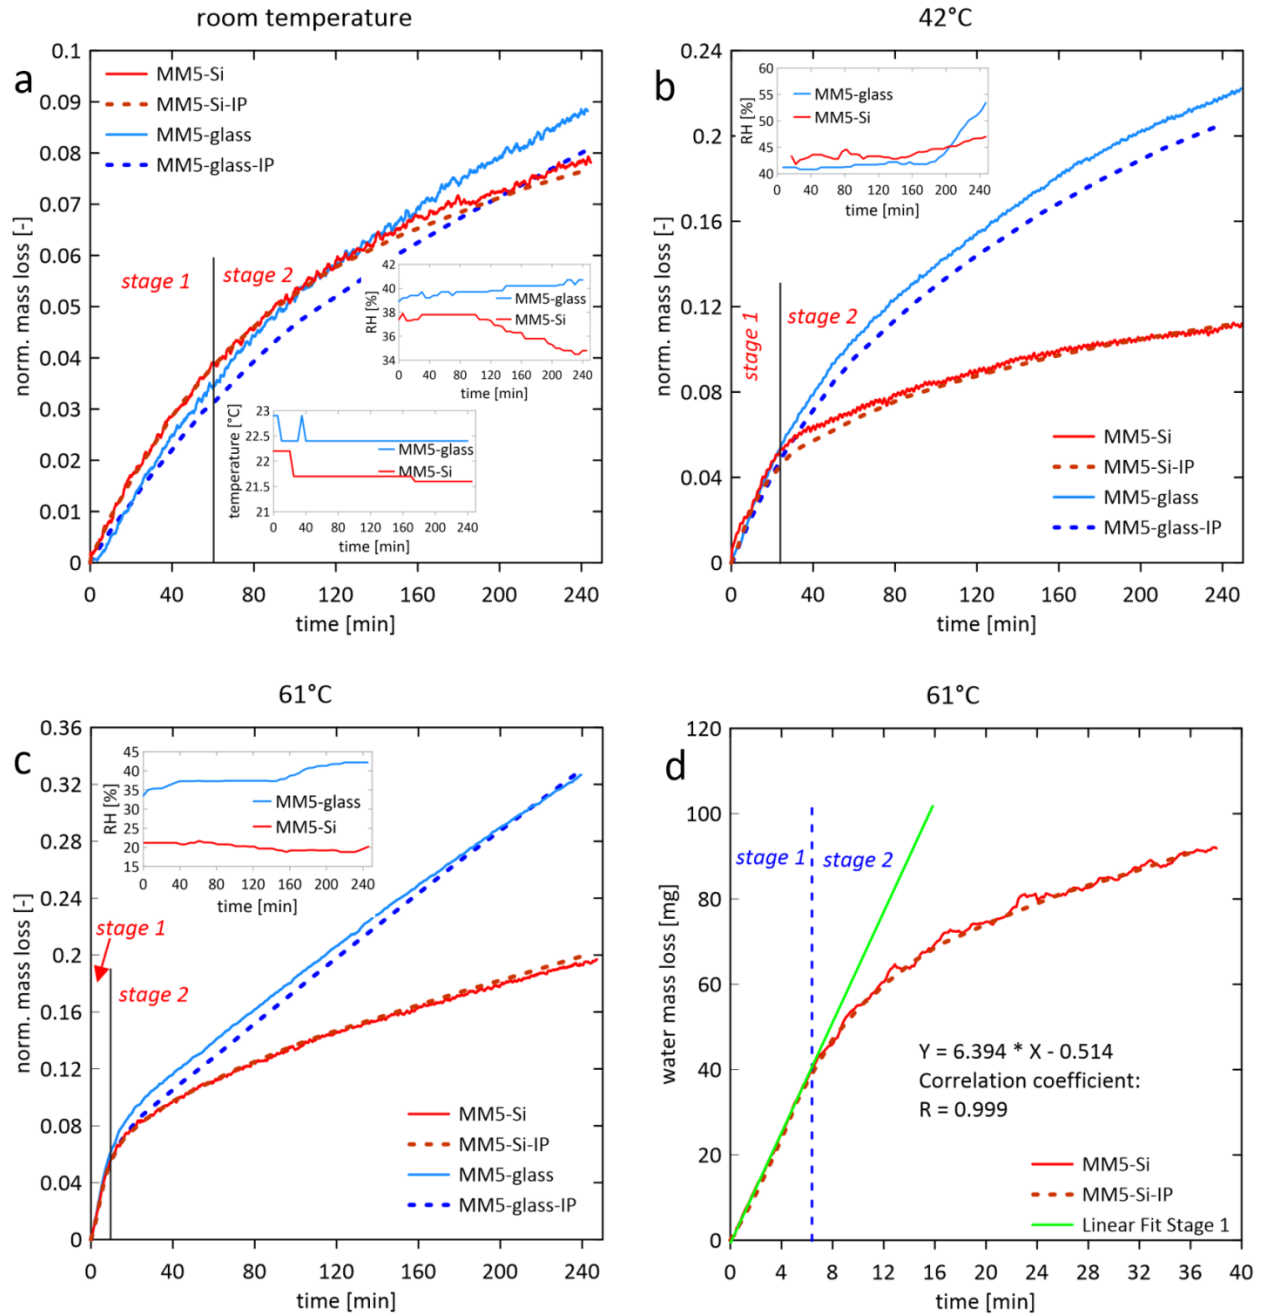 room temperature
a
0.1
0.09
0.08
0.07
0.06
0.05
0.04
0.03
0.02
0.01
0
norm. mass loss [-]
MM5-Si
MM5-Si-IP
MM5-glass
MM5-glass-IP
stage 1
stage 2
42
40
38
36
34
RH [%]
MM5-glass
MM5-Si
0 40 80 120 160 200 240
time [min]
23
22.5
22
21.5
21
temperature [°C]
MM5-glass
MM5-Si
0 40 80 120 160 200 240
time [min]
0 40 80 120 160 200 240
time [min]
42°C
b
0.24
0.2
0.16
0.12
0.08
0.04
0
norm. mass loss [-]
60
55
50
45
40
RH [%]
MM5-glass
MM5-Si
0 40 80 120 160 200 240
time [min]
stage 1
stage 2
MM5-Si
MM5-Si-IP
MM5-glass
MM5-glass-IP
0 40 80 120 160 200 240
time [min]
61°C
c
0.36
0.32
0.28
0.24
0.2
0.16
0.12
0.08
0.04
0
norm. mass loss [-]
45
40
35
30
25
20
15
RH [%]
MM5-glass
MM5-Si
0 40 80 120 160 200 240
time [min]
stage 1
stage 2
MM5-Si
MM5-Si-IP
MM5-glass
MM5-glass-IP
0 40 80 120 160 200 240
time [min]
61°C
d
120
100
80
60
40
20
0
water mass loss [mg]
stage 1
stage 2
Y = 6.394 * X - 0.514
Correlation coefficient:
R = 0.999
MM5-Si
MM5-Si-IP
Linear Fit Stage 1
0 4 8 12 16 20 24 28 32 36 40
time [min]